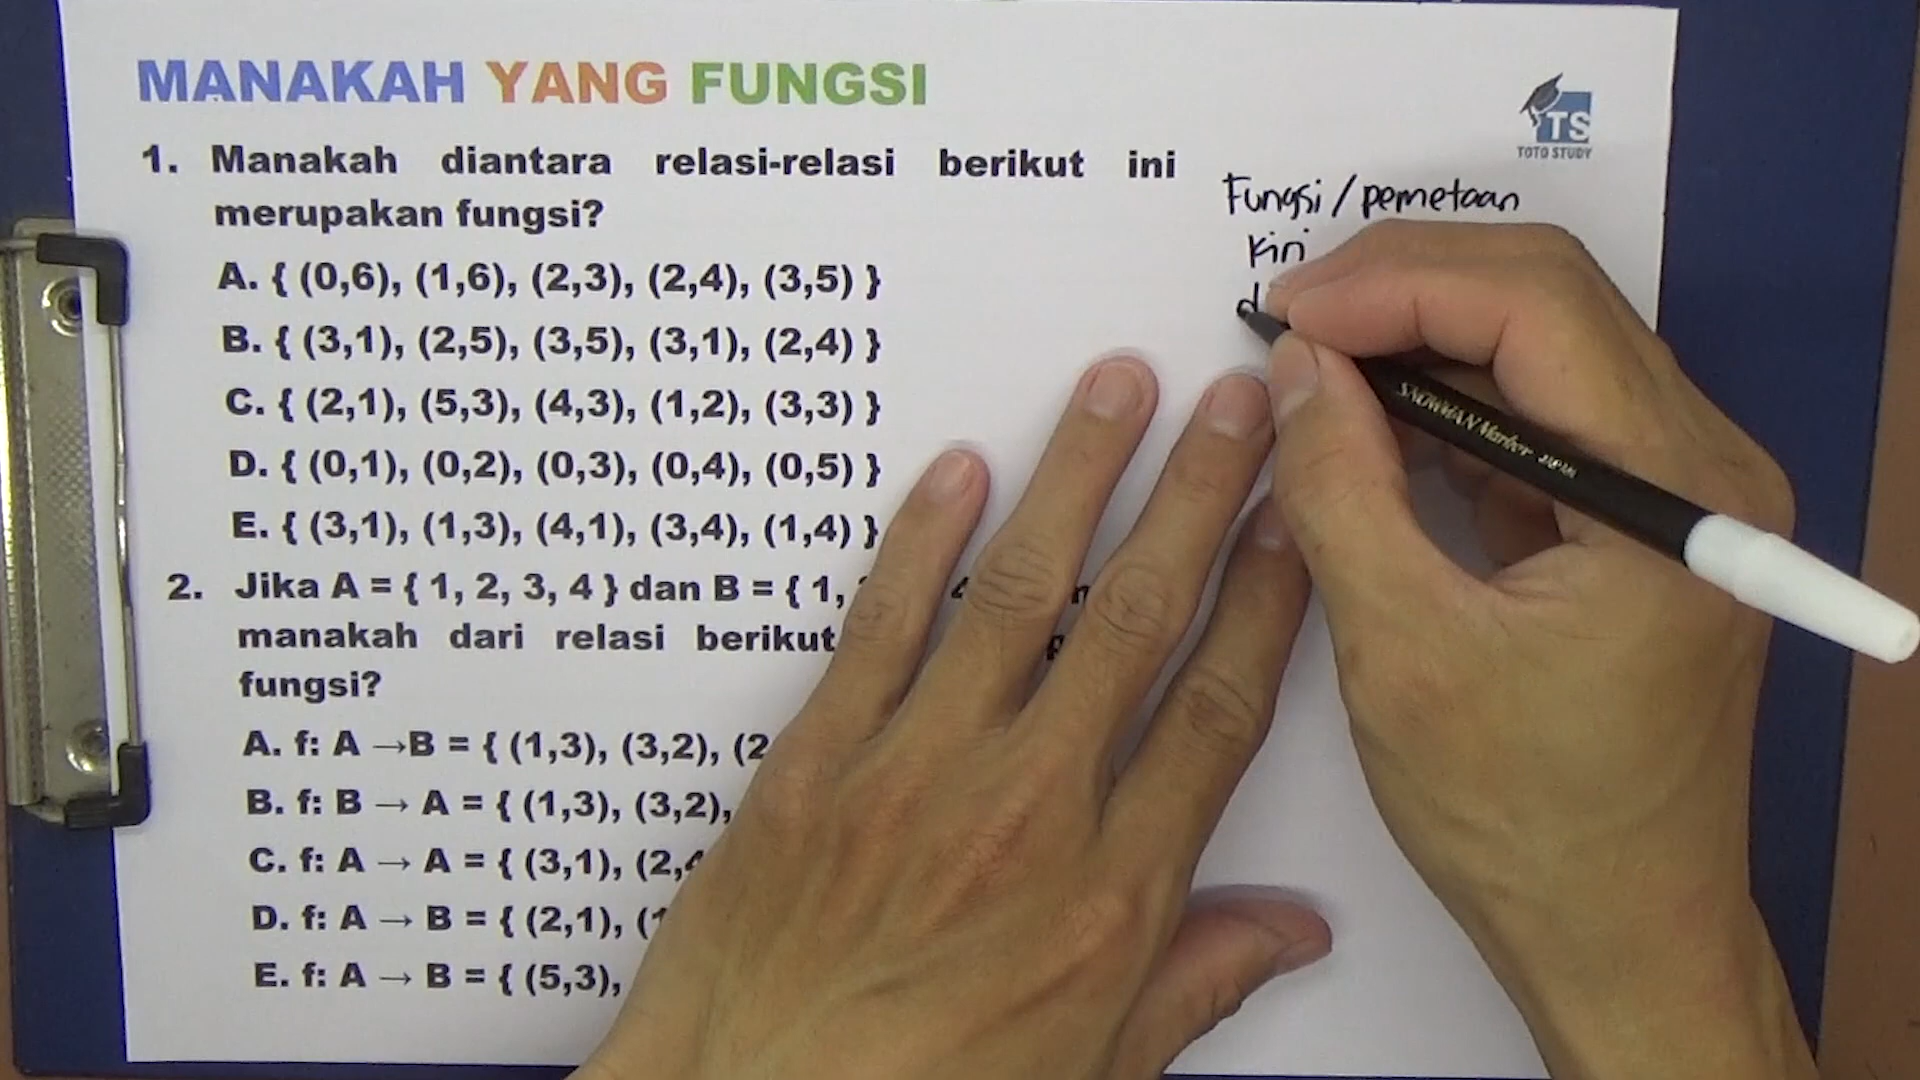 MANAKAH YANG FUNGSI
TS
TOTO STUDY
1. Manakah diantara relasi-relasi berikut ini
merupakan fungsi?
A. { (0,6), (1,6), (2,3), (2,4), (3,5) }
B. { (3,1), (2,5), (3,5), (3,1), (2,4) }
C. { (2,1), (5,3), (4,3), (1,2), (3,3) }
D. { (0,1), (0,2), (0,3), (0,4), (0,5) }
E. { (3,1), (1,3), (4,1), (3,4), (1,4) }
Fungsi / pemetaan
kiri
d
2. Jika A = { 1, 2, 3, 4 } dan B = { 1,
manakah dari relasi berikut
fungsi?
A. f: A →B = { (1,3), (3,2), (2
B. f: B → A = { (1,3), (3,2),
C. f: A → A = { (3,1), (2,4
D. f: A → B = { (2,1), (1
E. f: A → B = { (5,3),
SNOWMAN Marker JAPAN